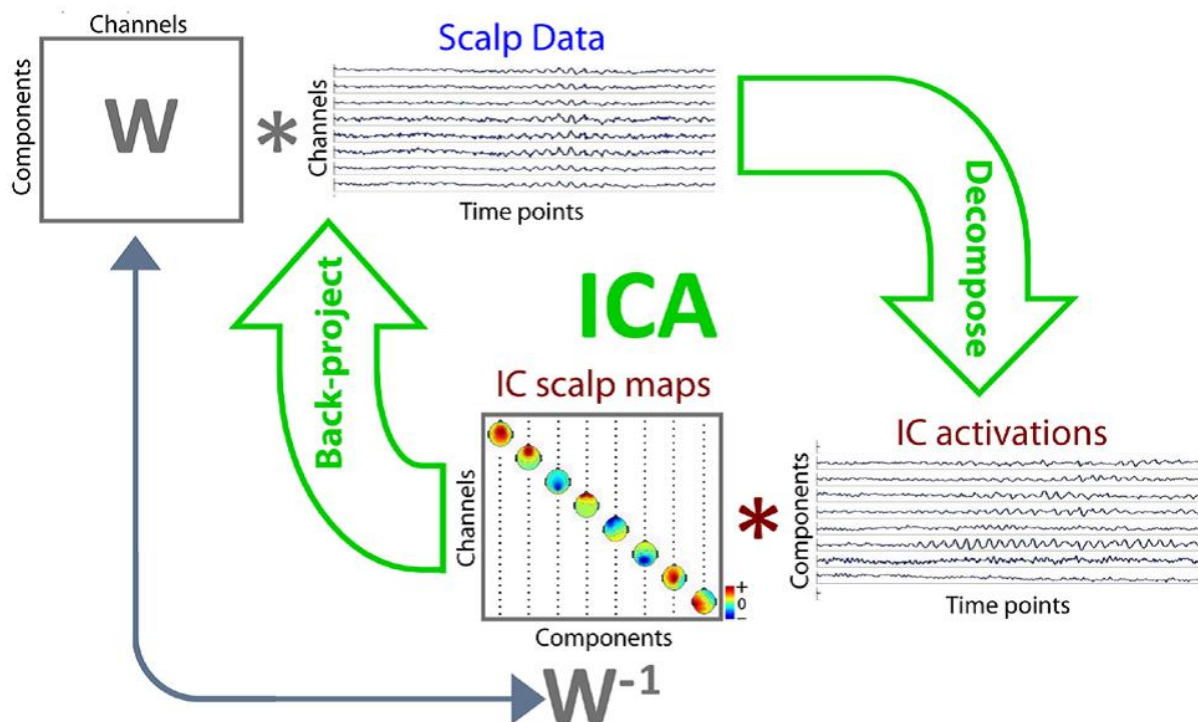 Channels
Scalp Data
Components
W
*
Channels
Time points
Decompose
Back-project
ICA
IC scalp maps
IC activations
Channels
*
Components
+
0
−
Time points
Components
W-1